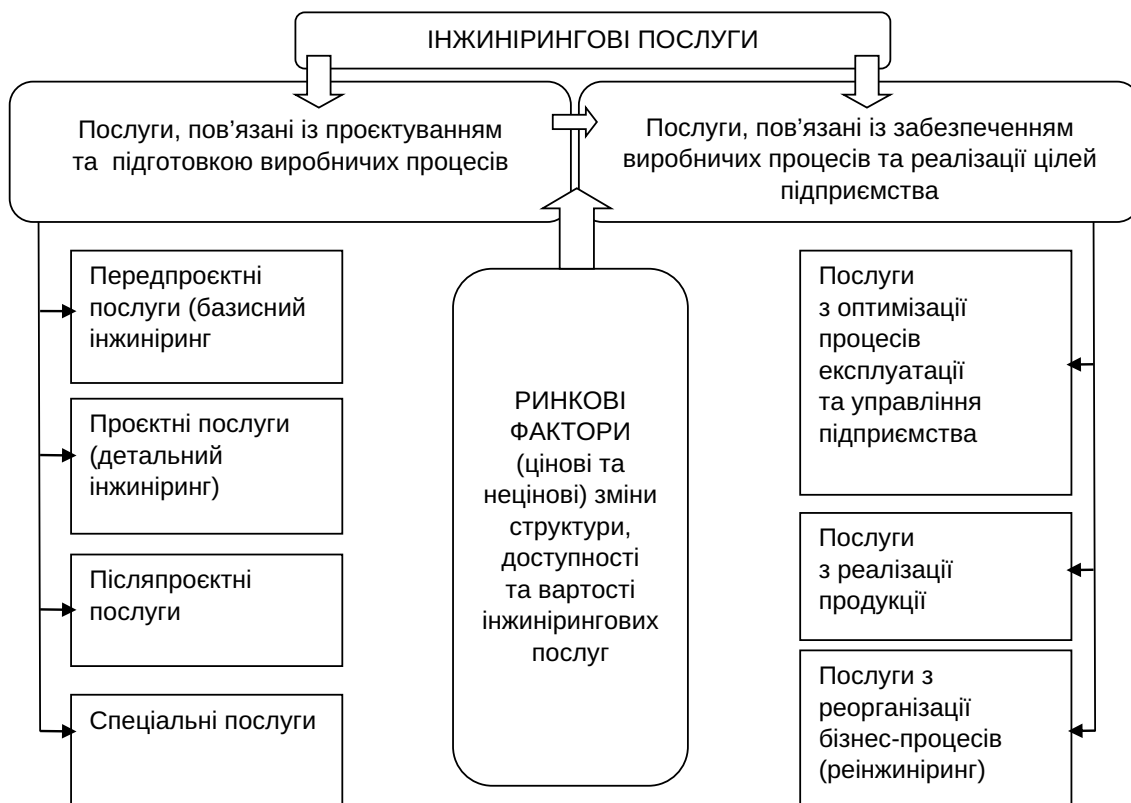 ІНЖИНІРИНГОВІ ПОСЛУГИ
Послуги, пов’язані із проєктуванням
та підготовкою виробничих процесів
Послуги, пов’язані із забезпеченням
виробничих процесів та реалізації цілей
підприємства
Передпроєктні
послуги (базисний
інжиніринг
Проєктні послуги
(детальний
інжиніринг)
Післяпроєктні
послуги
Спеціальні послуги
РИНКОВІ
ФАКТОРИ
(цінові та
нецінові) зміни
структури,
доступності
та вартості
інжинірингових
послуг
Послуги
з оптимізації
процесів
експлуатації
та управління
підприємства
Послуги
з реалізації
продукції
Послуги з
реорганізації
бізнес-процесів
(реінжиніринг)